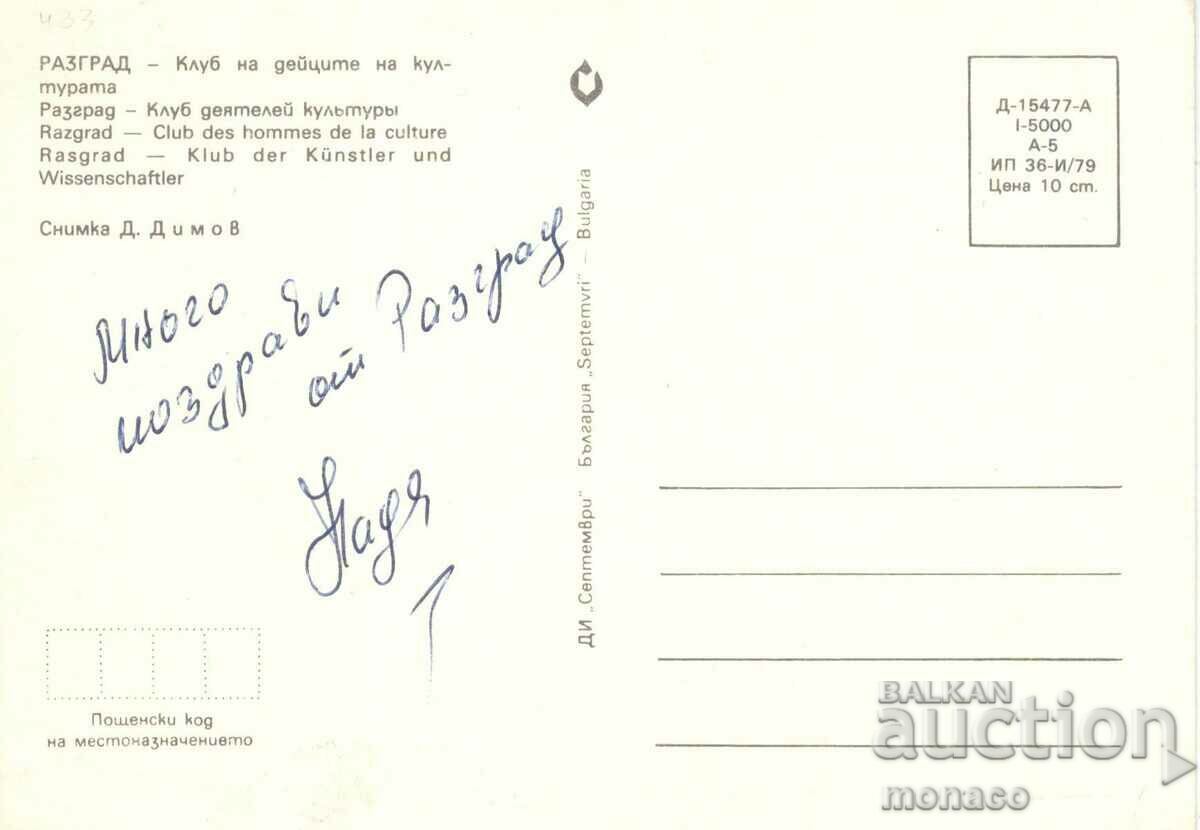 433
РАЗГРАД — Клуб на дейците на кул-
турата
Разград — Клуб деятелей культуры
Razgrad — Club des hommes de la culture
Rasgrad — Klub der Künstler und
Wissenschaftler
Снимка Д. Димов
Много
поздрави
от Разград
Надя
Пощенски код
на местоназначението
ДИ „Септември" България „Septemvri" — Bulgaria
Д-15477-А
I-5000
А-5
ИП 36-И/79
Цена 10 ст.
BALKAN
auction
monaco